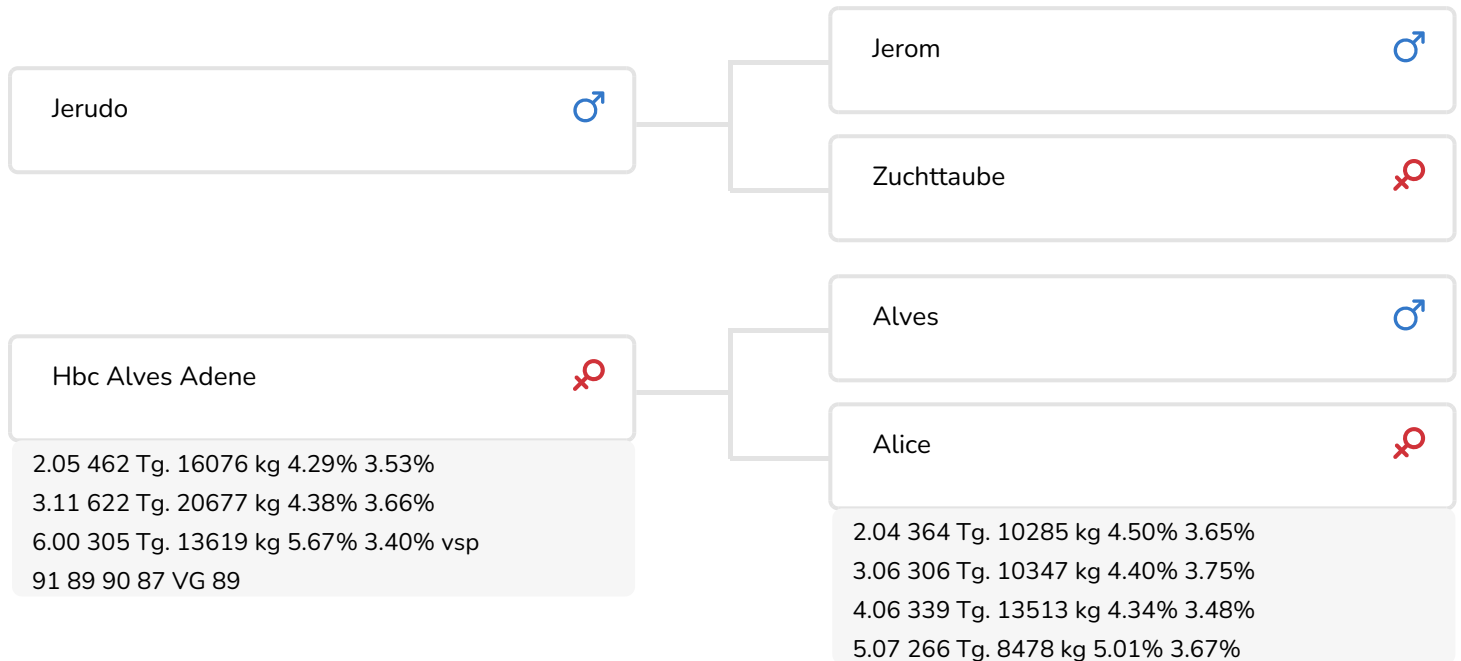 Jerudo
Jerom
Zuchttaube
Hbc Alves Adene
2.05 462 Tg. 16076 kg 4.29% 3.53%
3.11 622 Tg. 20677 kg 4.38% 3.66%
6.00 305 Tg. 13619 kg 5.67% 3.40% vsp
91 89 90 87 VG 89
Alves
Alice
2.04 364 Tg. 10285 kg 4.50% 3.65%
3.06 306 Tg. 10347 kg 4.40% 3.75%
4.06 339 Tg. 13513 kg 4.34% 3.48%
5.07 266 Tg. 8478 kg 5.01% 3.67%